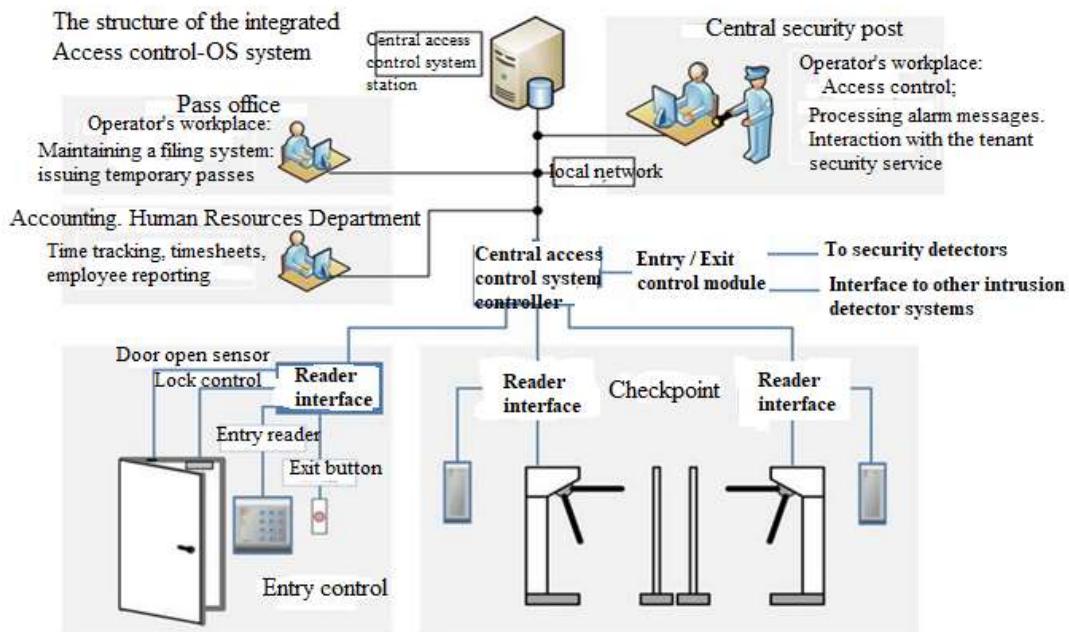 The structure of the integrated
Access control-OS system
Central access
control system
station
Central security post
Operator's workplace:
Access control;
Processing alarm messages.
Interaction with the tenant
security service
Pass office
Operator's workplace:
Maintaining a filing system:
issuing temporary passes
local network
Accounting. Human Resources Department
Time tracking, timesheets,
employee reporting
Central access
control system
controller
Entry / Exit
control module
To security detectors
Interface to other intrusion
detector systems
Door open sensor
Lock control
Reader
interface
Entry reader
Exit button
Entry control
Reader
interface
Checkpoint
Reader
interface